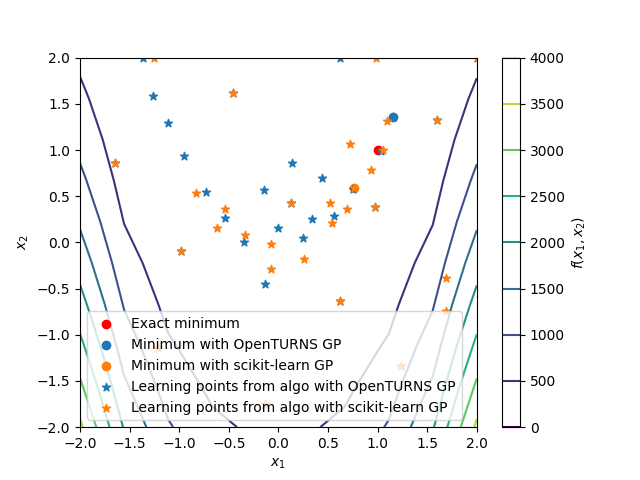 2.0
1.5
1.0
0.5
0.0
−0.5
−1.0
−1.5
−2.0
x2
−2.0 −1.5 −1.0 −0.5 0.0 0.5 1.0 1.5 2.0
x1
Exact minimum
Minimum with OpenTURNS GP
Minimum with scikit-learn GP
Learning points from algo with OpenTURNS GP
Learning points from algo with scikit-learn GP
4000
3500
3000
2500
2000
1500
1000
500
0
f(x1, x2)